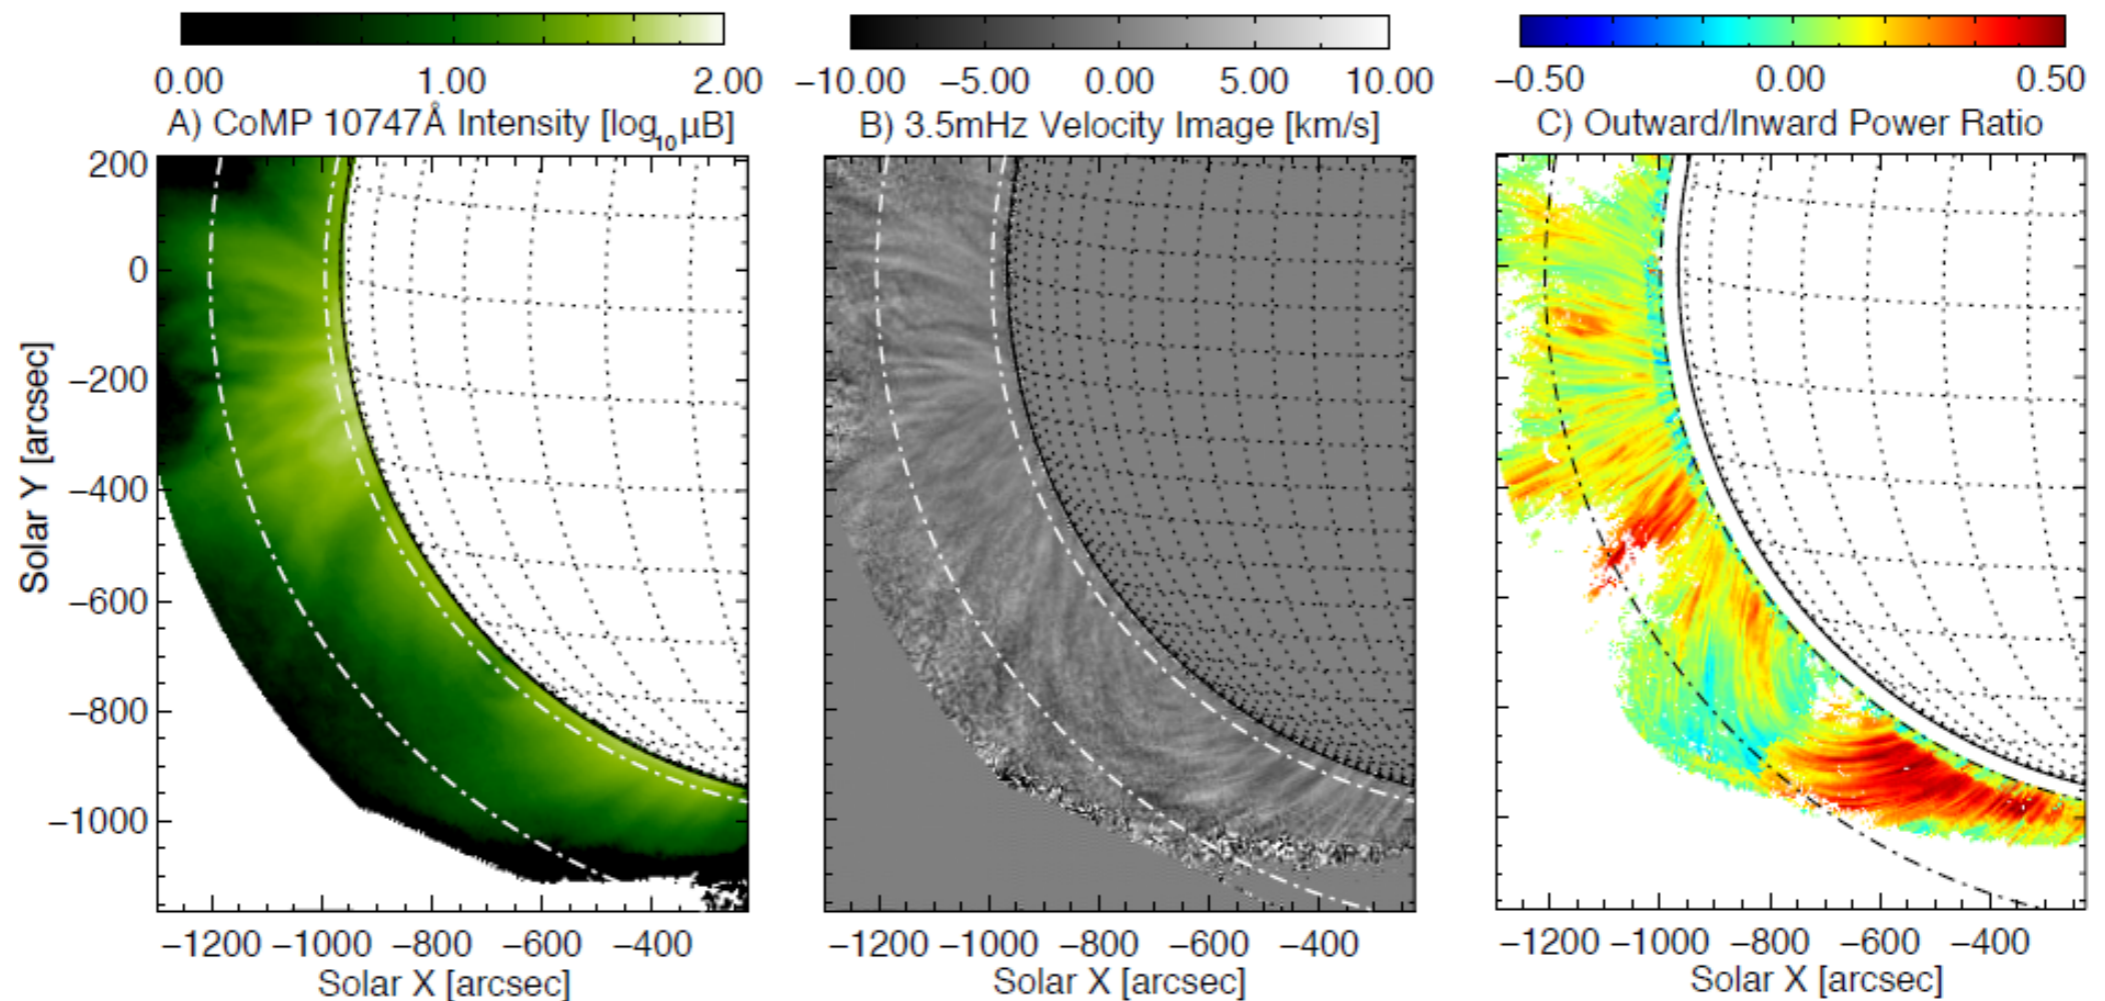 0.00 1.00 2.00
−10.00 −5.00 0.00 5.00 10.00
−0.50 0.00 0.50
A) CoMP 10747Å Intensity [log₁₀μB]
B) 3.5mHz Velocity Image [km/s]
C) Outward/Inward Power Ratio
200
0
−200
−400
−600
−800
−1000
Solar Y [arcsec]
−1200 −1000 −800 −600 −400
−1200 −1000 −800 −600 −400
−1200 −1000 −800 −600 −400
Solar X [arcsec]
Solar X [arcsec]
Solar X [arcsec]